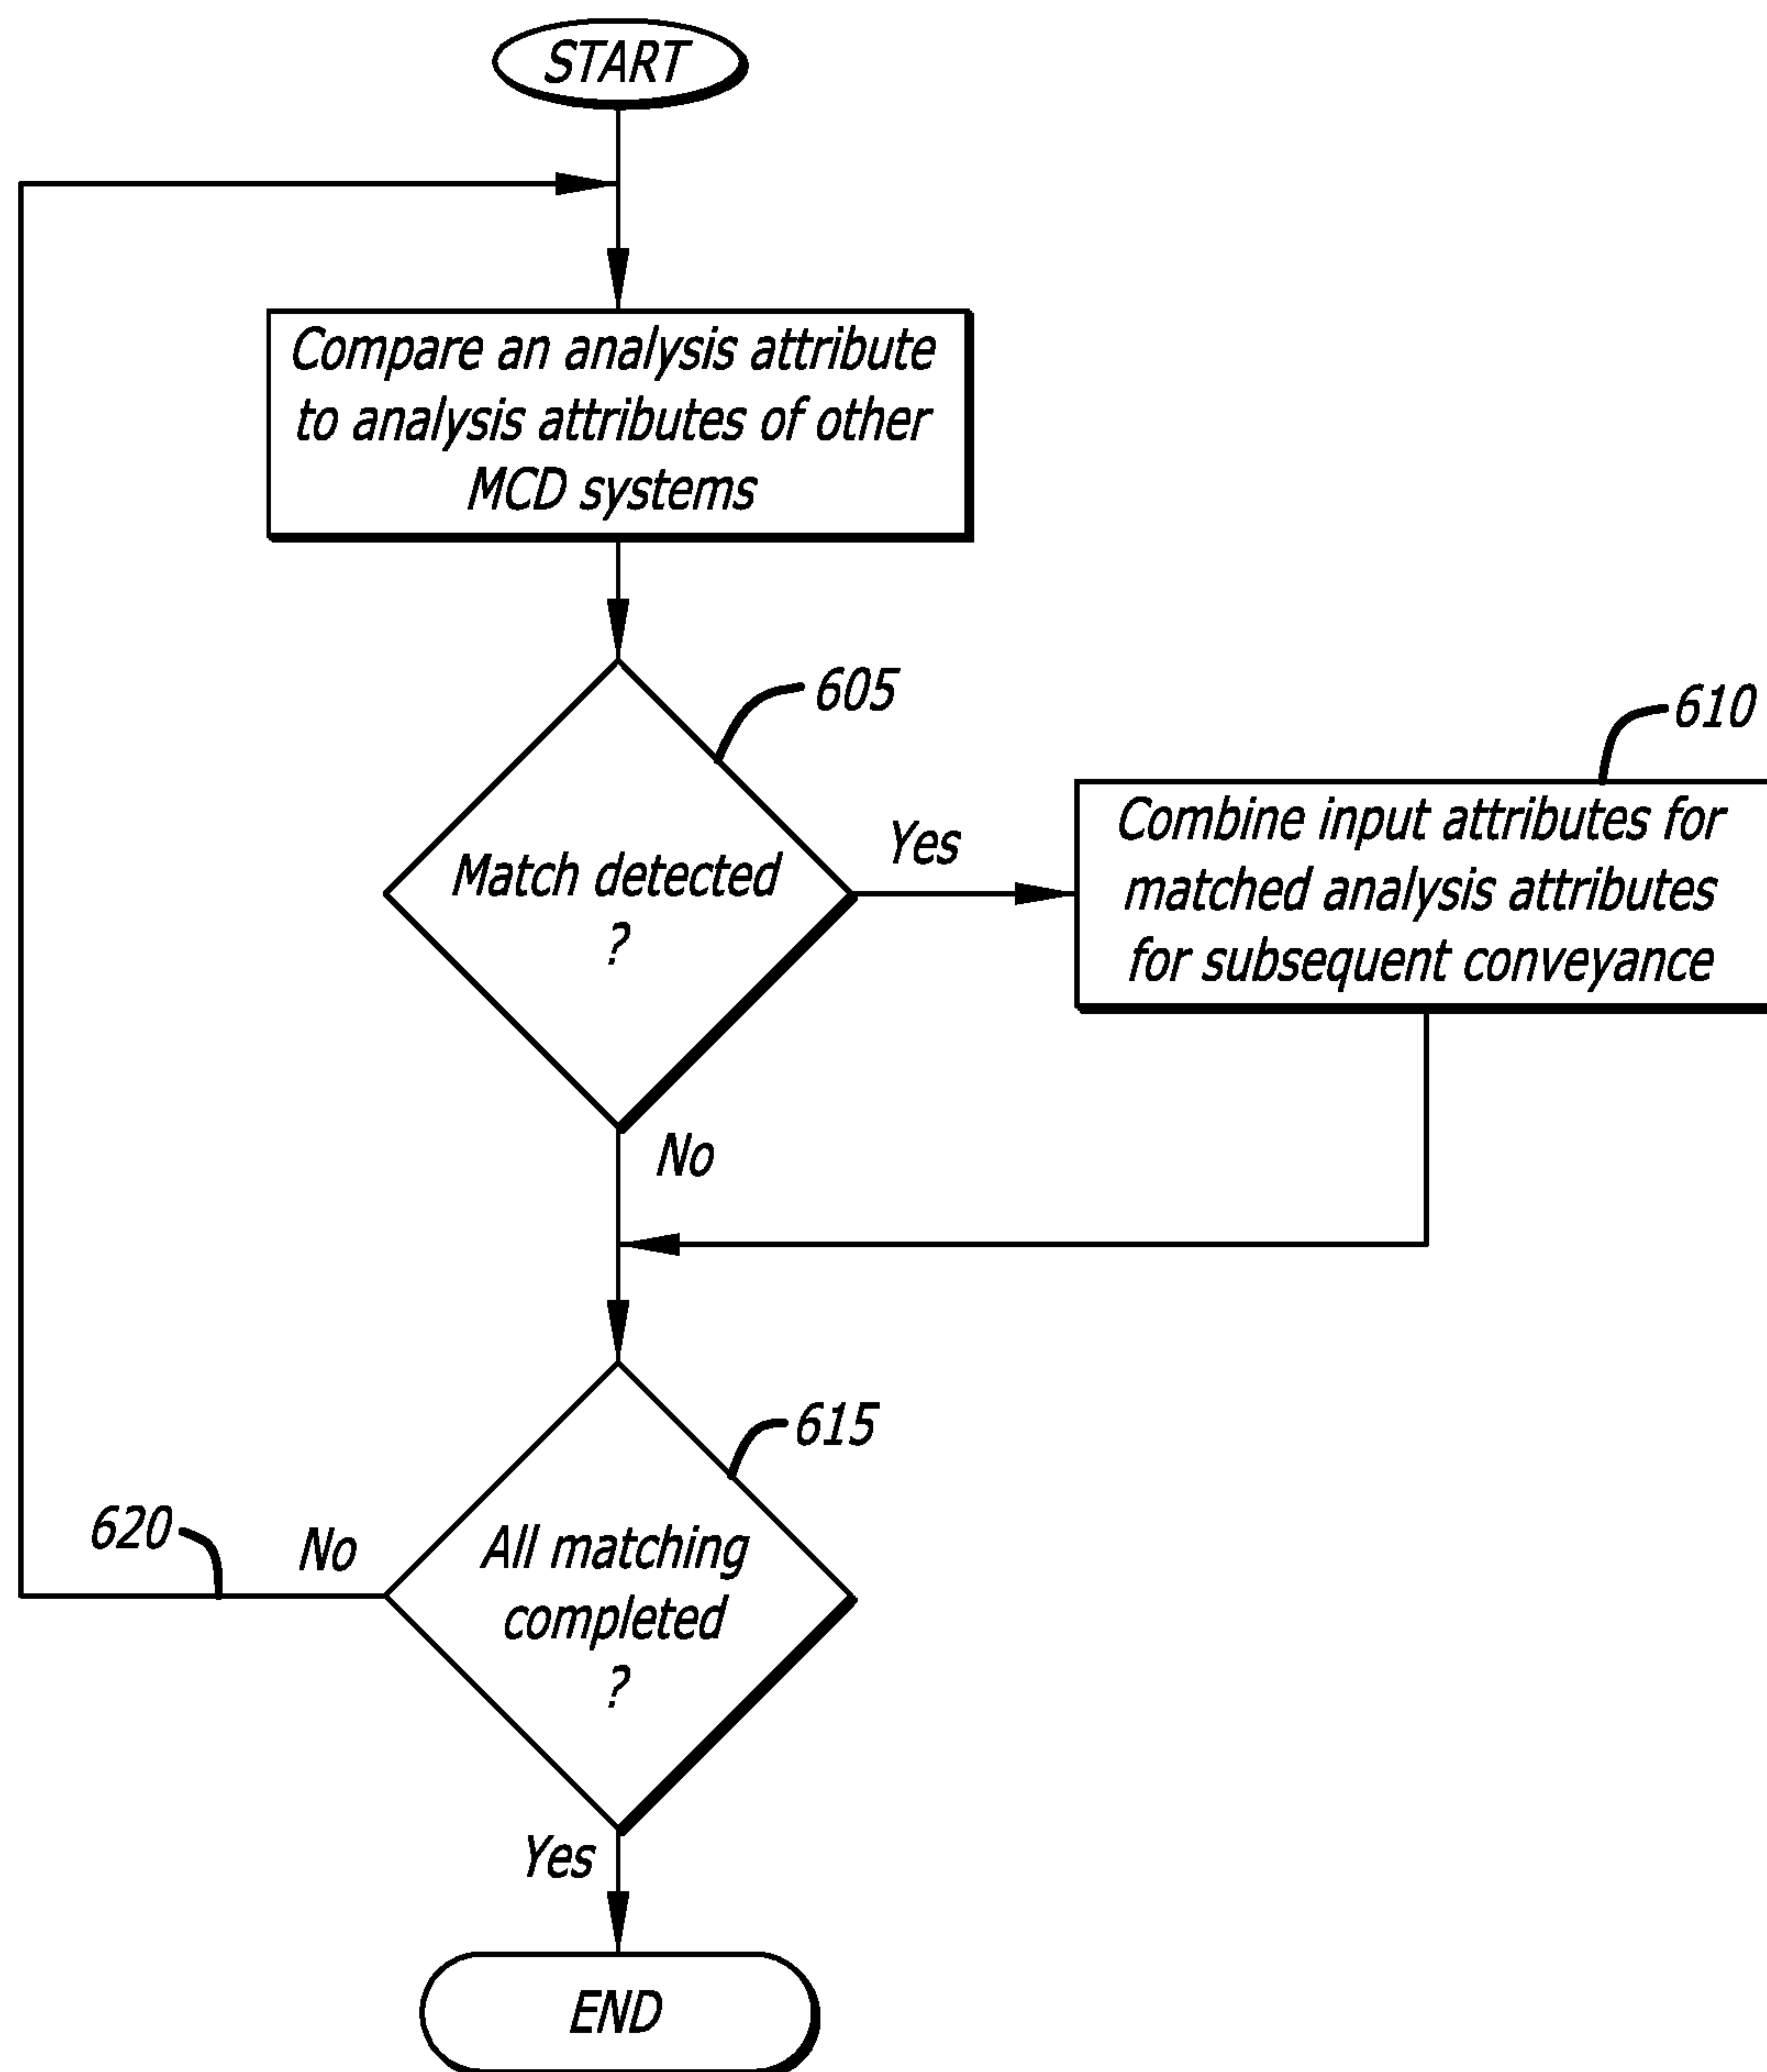 START
Compare an analysis attribute
to analysis attributes of other
MCD systems
605
610
Match detected
?
Yes
Combine input attributes for
matched analysis attributes
for subsequent conveyance
No
615
620
No
All matching
completed
?
Yes
END